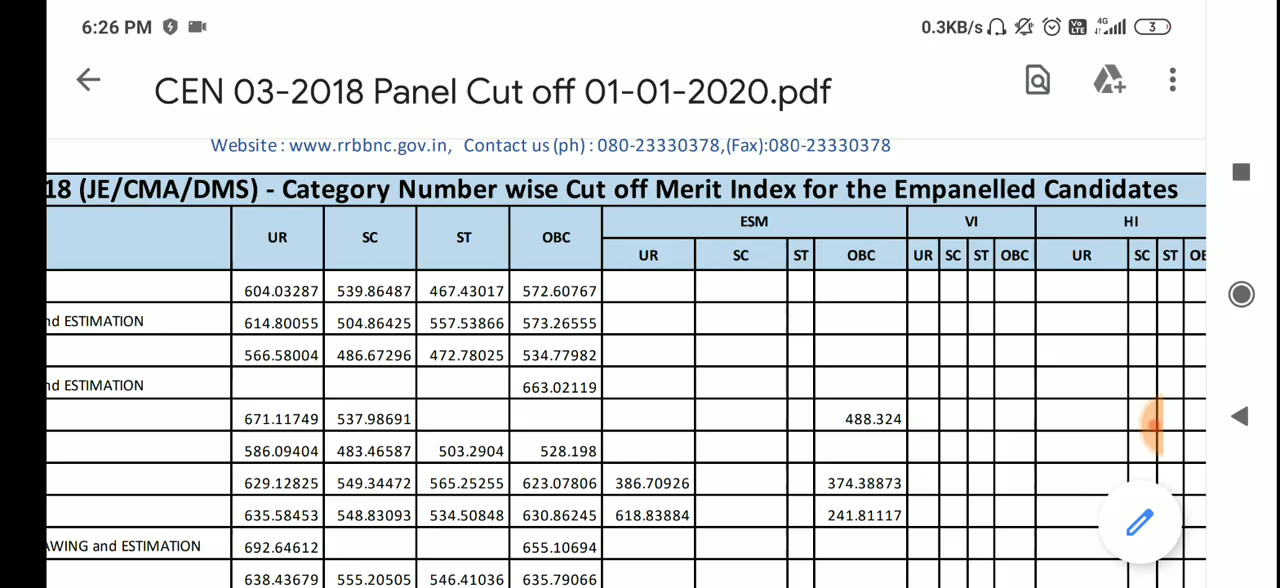 6:26 PM 0.3KB/s Vo LTE 4G 3
CEN 03-2018 Panel Cut off 01-01-2020.pdf
Website : www.rrbbnc.gov.in, Contact us (ph) : 080-23330378,(Fax):080-23330378
18 (JE/CMA/DMS) - Category Number wise Cut off Merit Index for the Empanelled Candidates
UR SC ST OBC ESM VI HI
UR SC ST OBC UR SC ST OBC UR SC ST
604.03287 539.86487 467.43017 572.60767
nd ESTIMATION 614.80055 504.86425 557.53866 573.26555
566.58004 486.67296 472.78025 534.77982
nd ESTIMATION 663.02119
671.11749 537.98691 488.324
586.09404 483.46587 503.2904 528.198
629.12825 549.34472 565.25255 623.07806 386.70926 374.38873
635.58453 548.83093 534.50848 630.86245 618.83884 241.81117
AWING and ESTIMATION 692.64612 655.10694
638.43679 555.20505 546.41036 635.79066